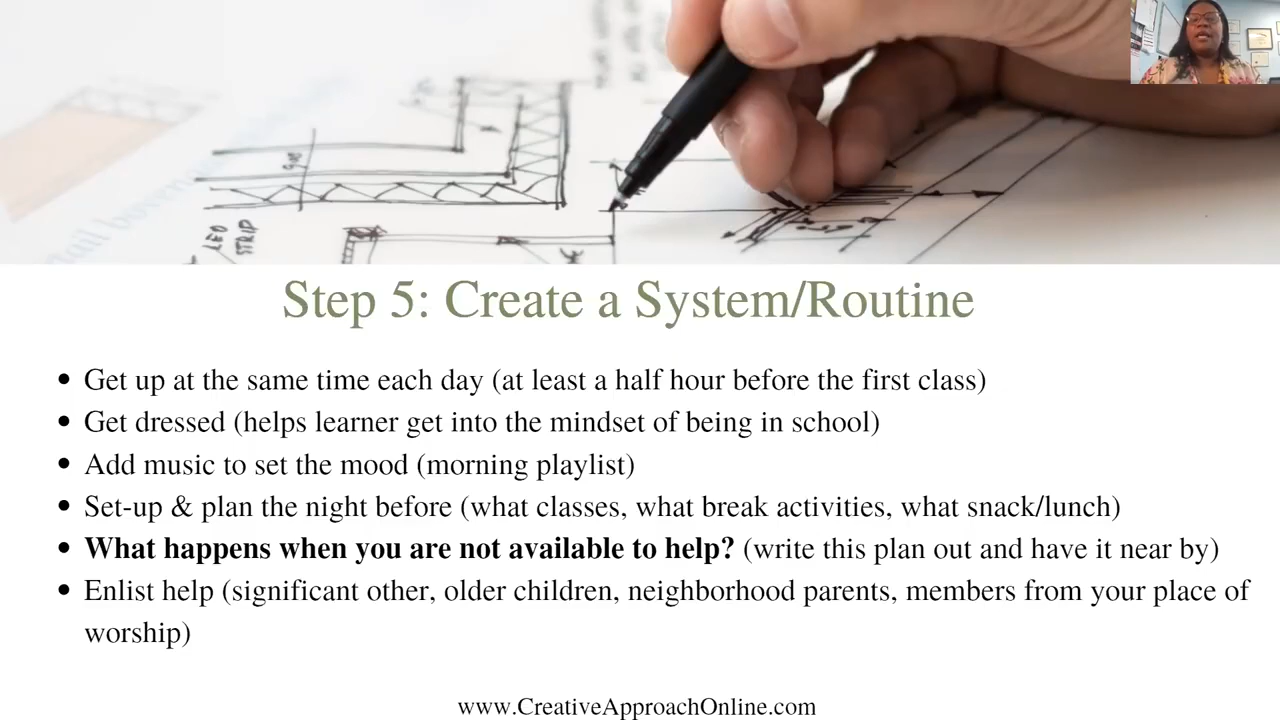 LED
STRIP
Step 5: Create a System/Routine
• Get up at the same time each day (at least a half hour before the first class)
• Get dressed (helps learner get into the mindset of being in school)
• Add music to set the mood (morning playlist)
• Set-up & plan the night before (what classes, what break activities, what snack/lunch)
• What happens when you are not available to help? (write this plan out and have it near by)
• Enlist help (significant other, older children, neighborhood parents, members from your place of
worship)
www.CreativeApproachOnline.com